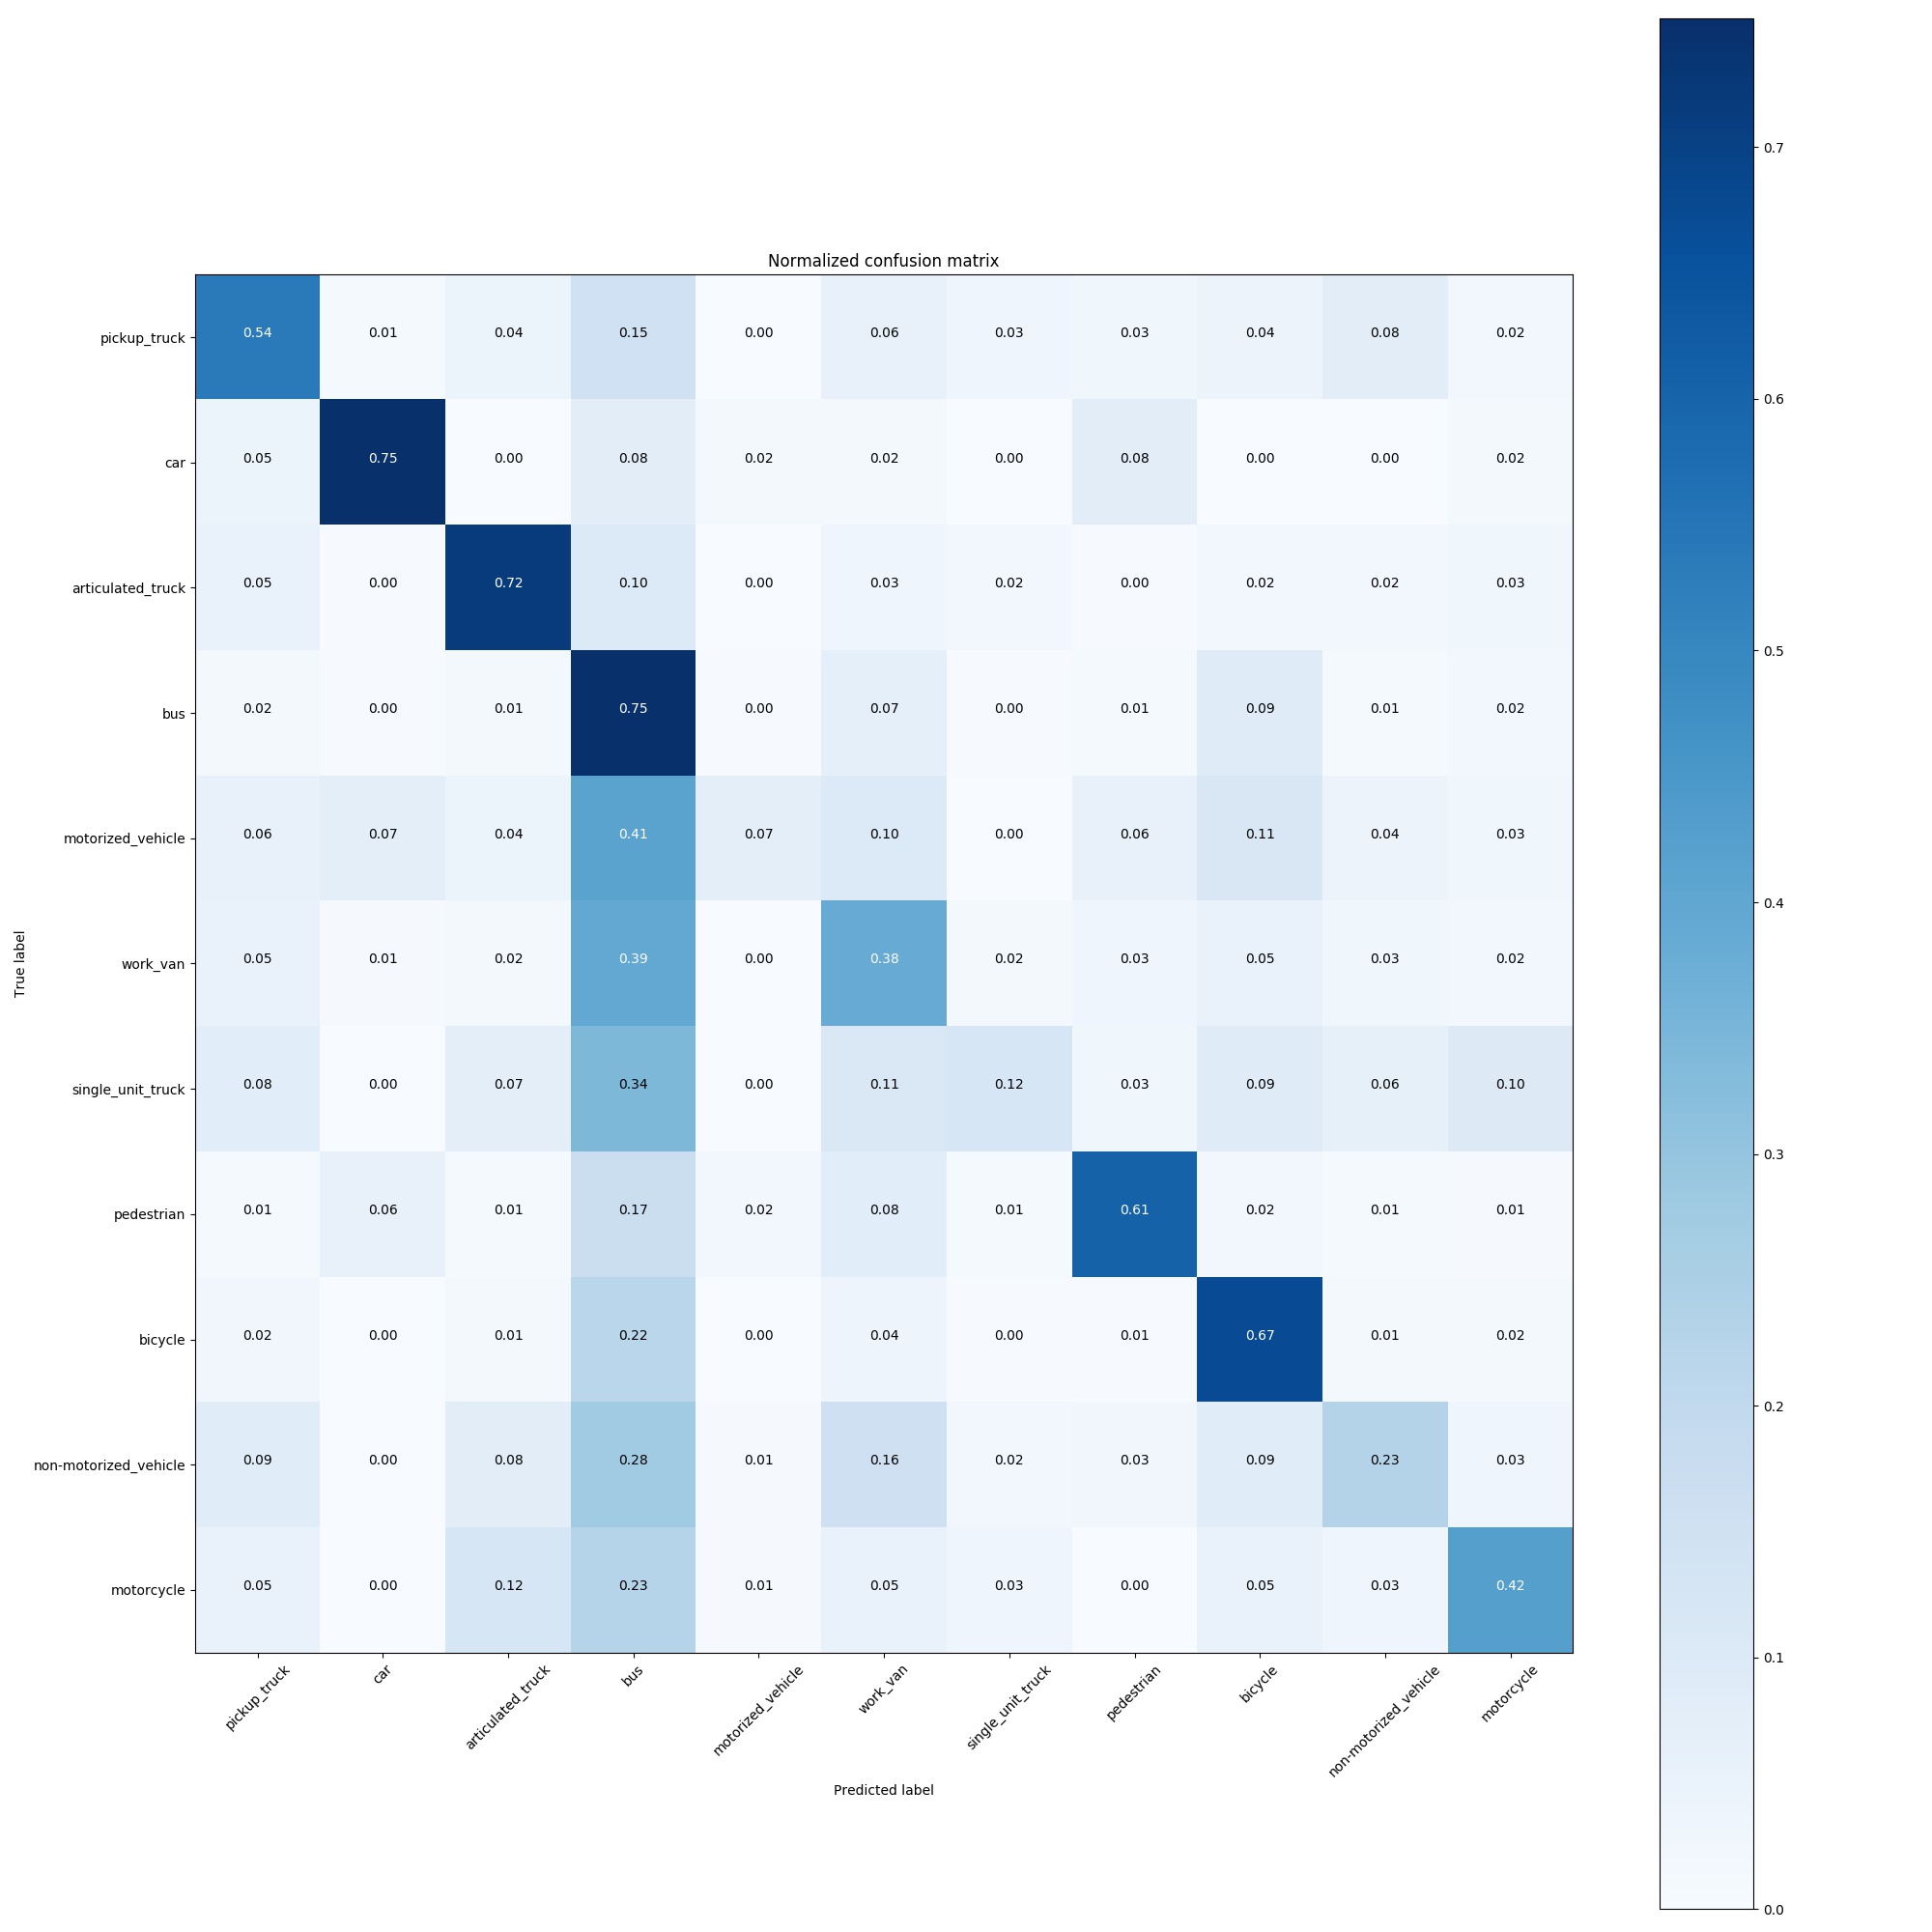 Normalized confusion matrix
pickup_truck 0.54 0.01 0.04 0.15 0.00 0.06 0.03 0.03 0.04 0.08 0.02
car 0.05 0.75 0.00 0.08 0.02 0.02 0.00 0.08 0.00 0.00 0.02
articulated_truck 0.05 0.00 0.72 0.10 0.00 0.03 0.02 0.00 0.02 0.02 0.03
bus 0.02 0.00 0.01 0.75 0.00 0.07 0.00 0.01 0.09 0.01 0.02
motorized_vehicle 0.06 0.07 0.04 0.41 0.07 0.10 0.00 0.06 0.11 0.04 0.03
work_van 0.05 0.01 0.02 0.39 0.00 0.38 0.02 0.03 0.05 0.03 0.02
single_unit_truck 0.08 0.00 0.07 0.34 0.00 0.11 0.12 0.03 0.09 0.06 0.10
pedestrian 0.01 0.06 0.01 0.17 0.02 0.08 0.01 0.61 0.02 0.01 0.01
bicycle 0.02 0.00 0.01 0.22 0.00 0.04 0.00 0.01 0.67 0.01 0.02
non-motorized_vehicle 0.09 0.00 0.08 0.28 0.01 0.16 0.02 0.03 0.09 0.23 0.03
motorcycle 0.05 0.00 0.12 0.23 0.01 0.05 0.03 0.00 0.05 0.03 0.42
pickup_truck car articulated_truck bus motorized_vehicle work_van single_unit_truck pedestrian bicycle non-motorized_vehicle motorcycle
Predicted label
True label
0.7
0.6
0.5
0.4
0.3
0.2
0.1
0.0